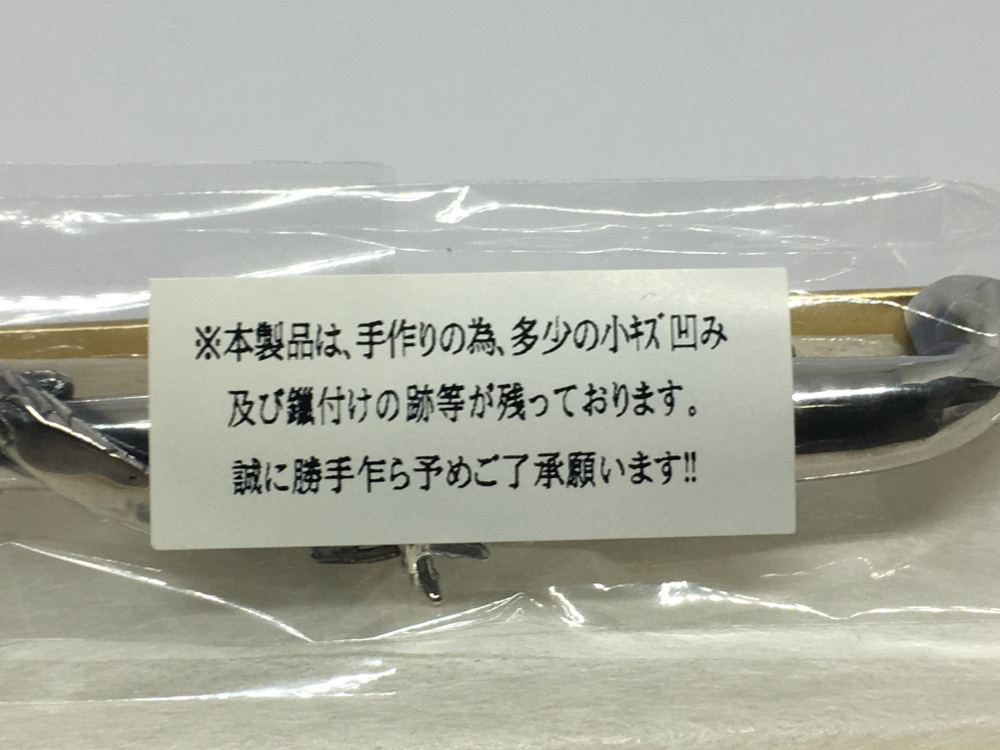 ※本製品は、手作りの為、多少の小キズ凹み
及び鑞付けの跡等が残っております。
誠に勝手乍ら予めご了承願います!!